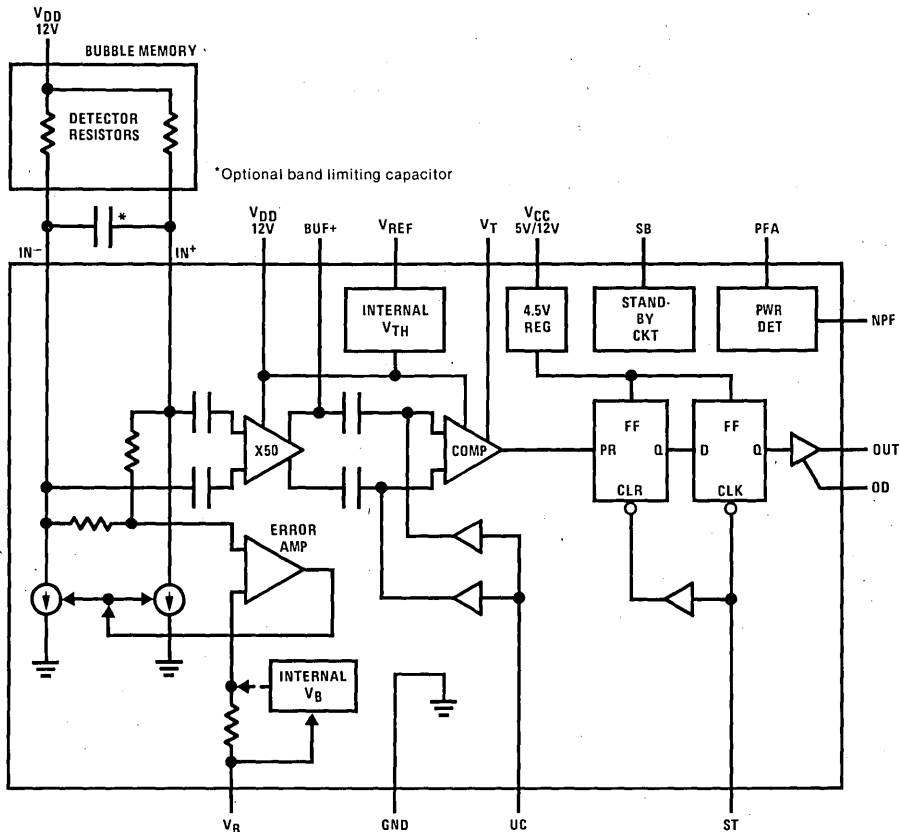 VDD
12V
BUBBLE MEMORY
DETECTOR
RESISTORS
*Optional band limiting capacitor
*
IN−
IN+
VDD
12V
BUF+
VREF
VT
VCC
5V/12V
SB
PFA
INTERNAL
VTH
4.5V
REG
STAND-
BY
CKT
PWR
DET
NPF
X50
COMP
FF
PR
Q
CLR
FF
D
Q
CLK
OUT
OD
ERROR
AMP
INTERNAL
VB
VR
GND
UC
ST